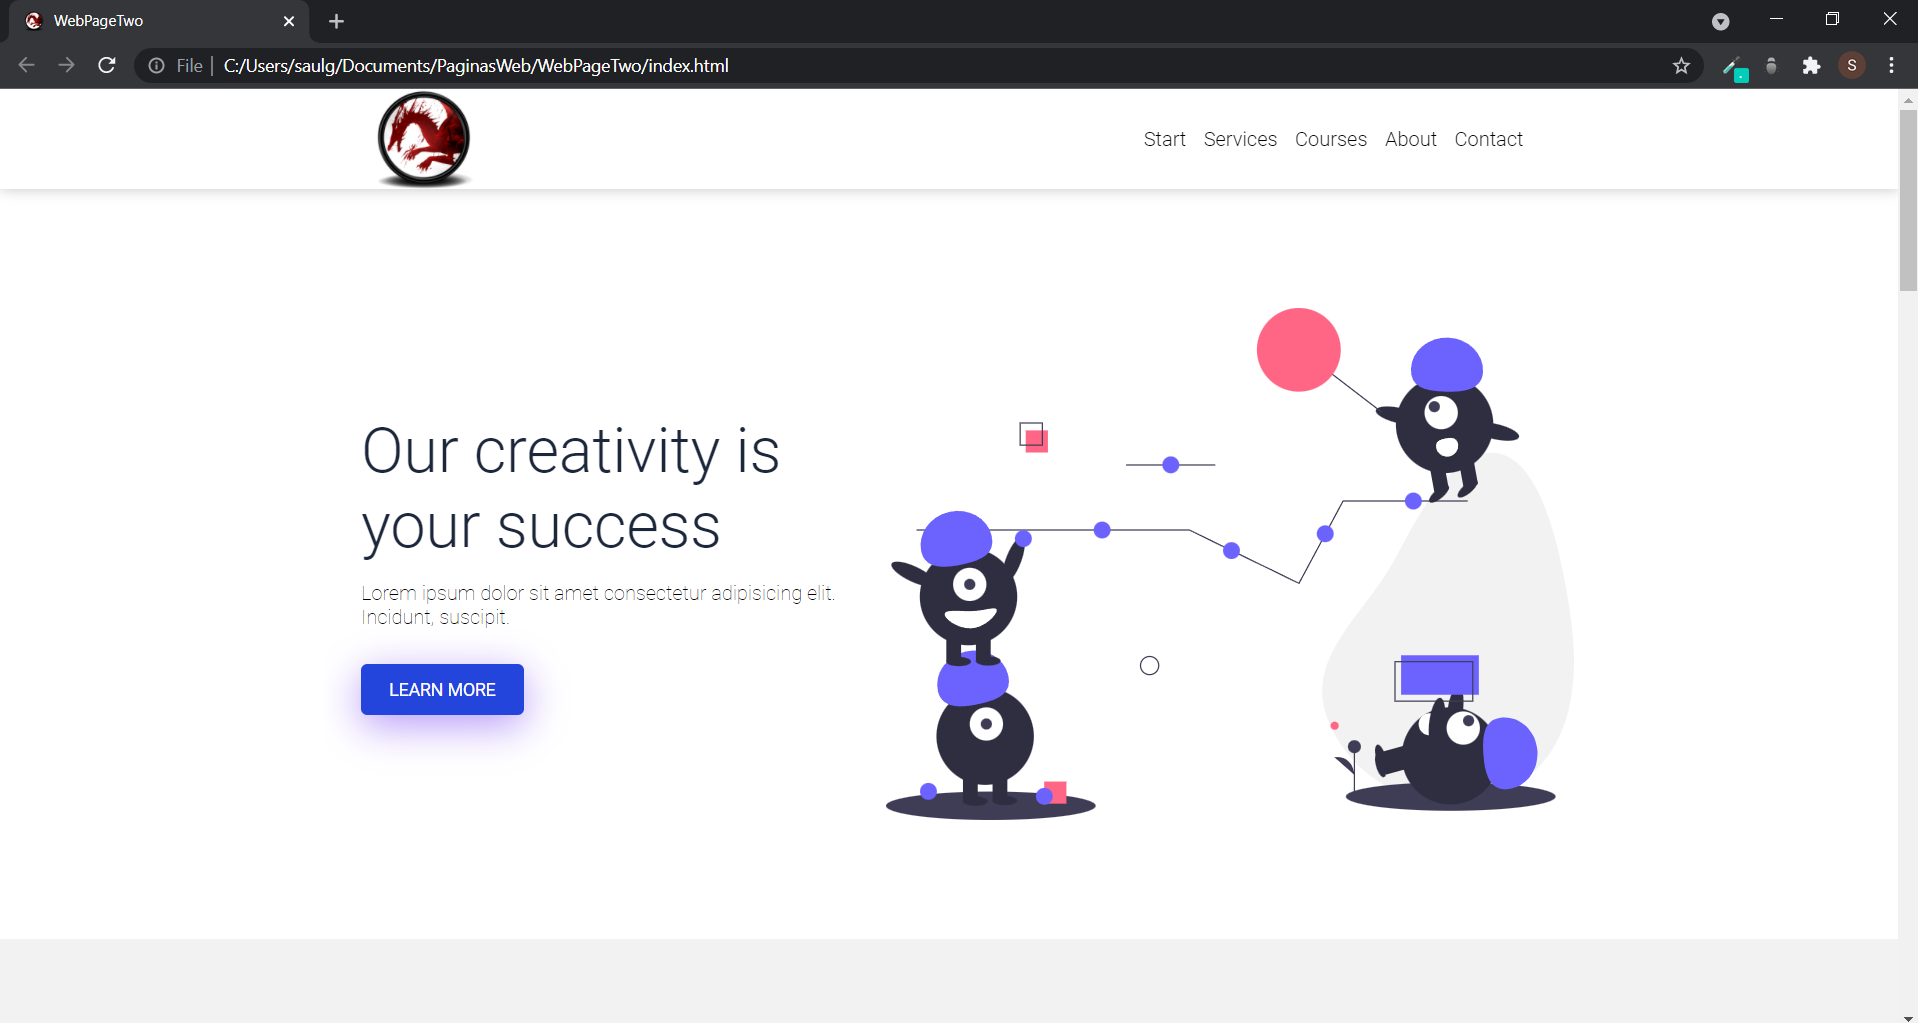 WebPageTwo
File | C:/Users/saulg/Documents/PaginasWeb/WebPageTwo/index.html
S
Start Services Courses About Contact
Our creativity is
your success
Lorem ipsum dolor sit amet consectetur adipisicing elit.
Incidunt, suscipit.
LEARN MORE